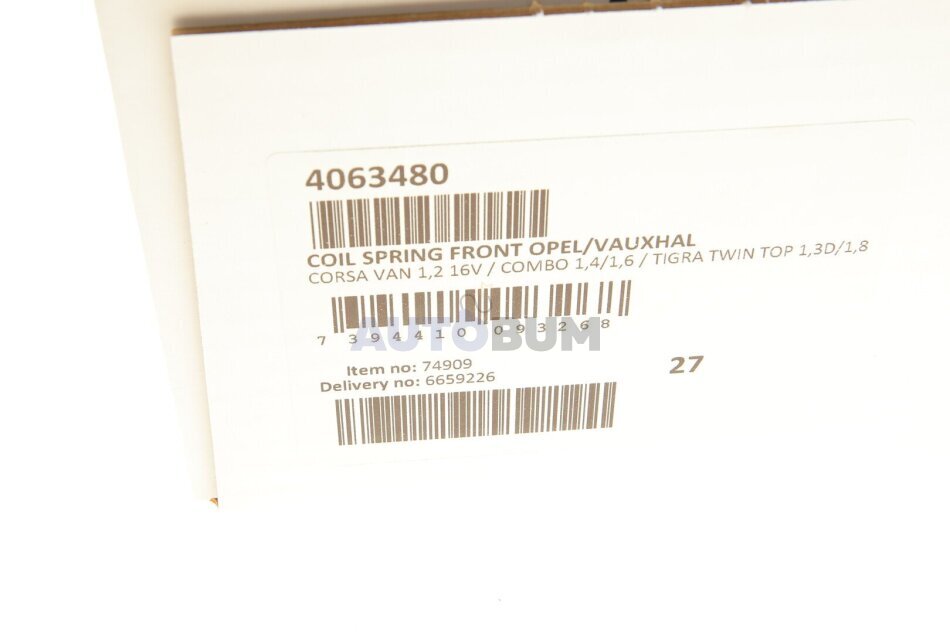 4063480
COIL SPRING FRONT OPEL/VAUXHAL
CORSA VAN 1,2 16V / COMBO 1,4/1,6 / TIGRA TWIN TOP 1,3D/1,8
7 394410 093268
AUTOBUM
Item no: 74909
27
Delivery no: 6659226